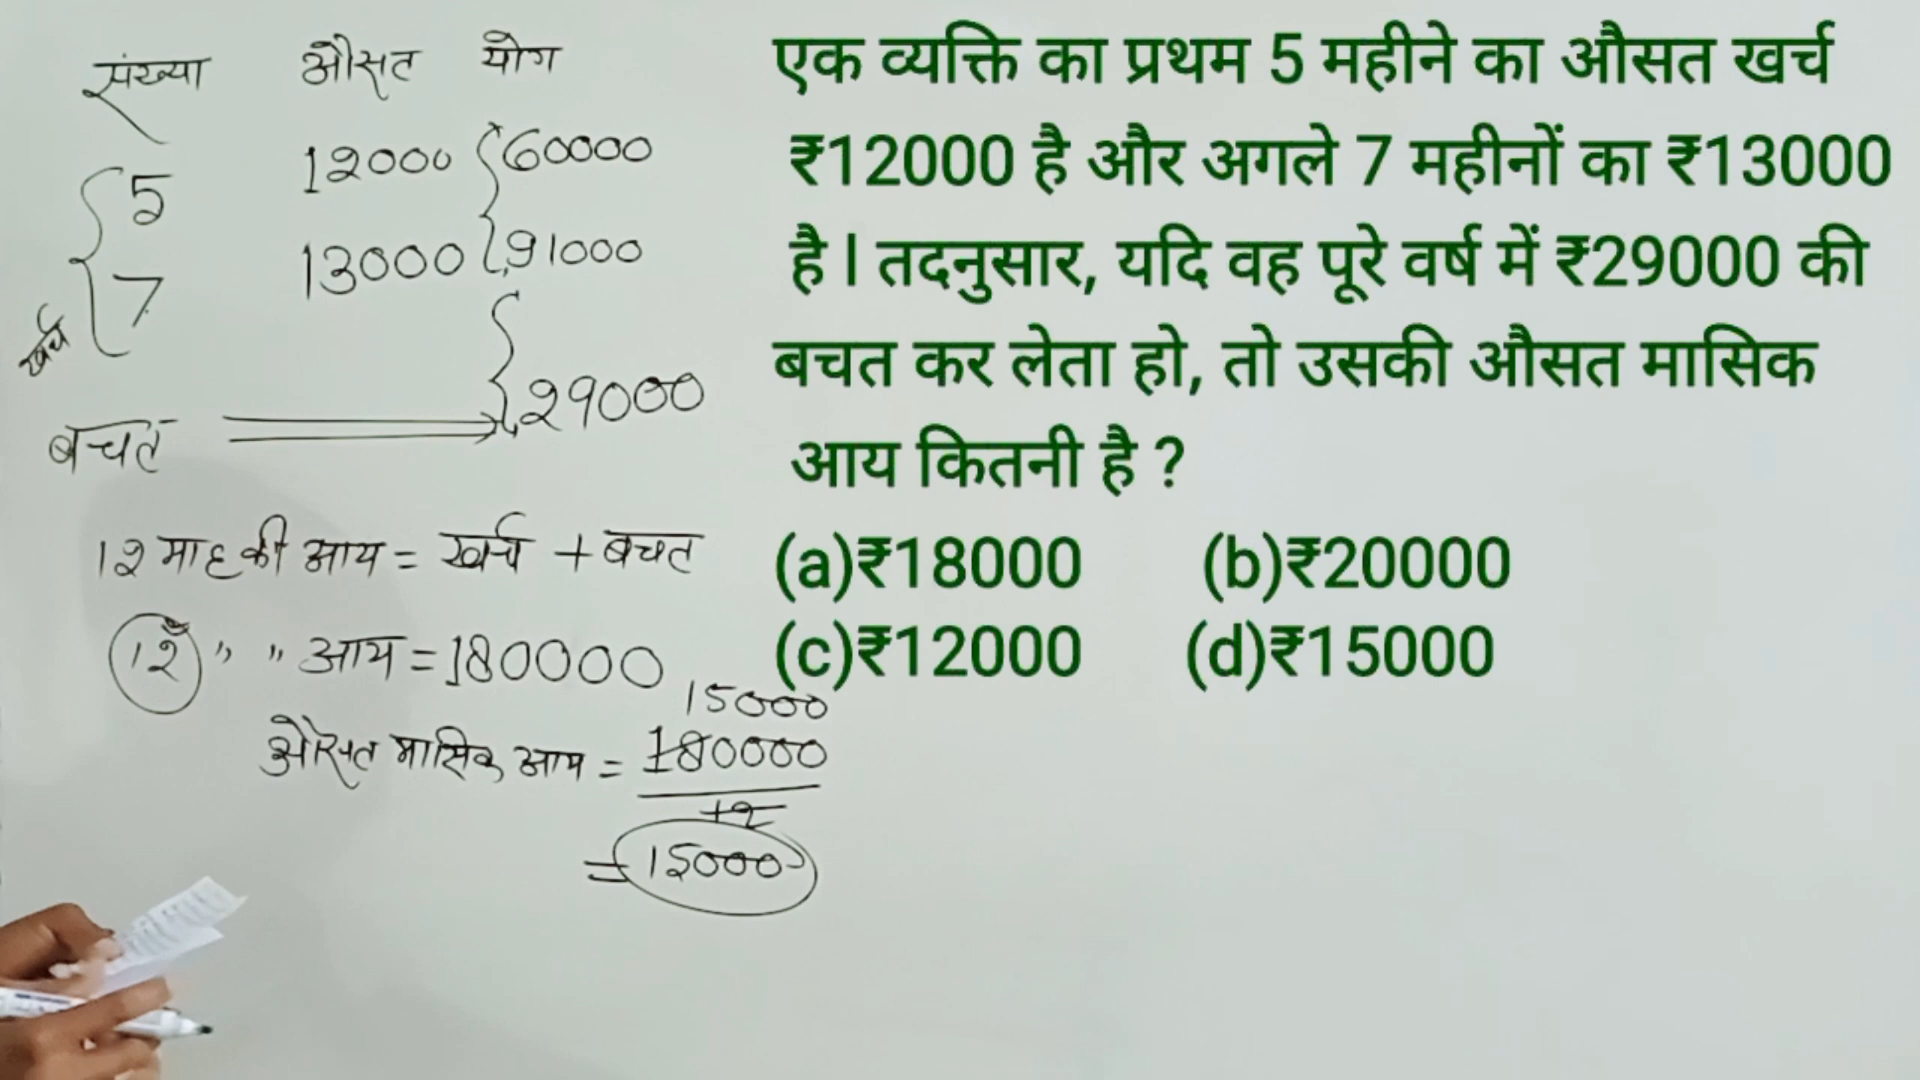 संख्या औसत योग
5 12000 60000
7 13000 91000
खर्च
बचत 29000
12 माह की आय = खर्च + बचत
12 " " आय = 180000
15000
औसत मासिक आय = 180000
12
= 15000
एक व्यक्ति का प्रथम 5 महीने का औसत खर्च
₹12000 है और अगले 7 महीनों का ₹13000
है। तदनुसार, यदि वह पूरे वर्ष में ₹29000 की
बचत कर लेता हो, तो उसकी औसत मासिक
आय कितनी है ?
(a)₹18000 (b)₹20000
(c)₹12000 (d)₹15000